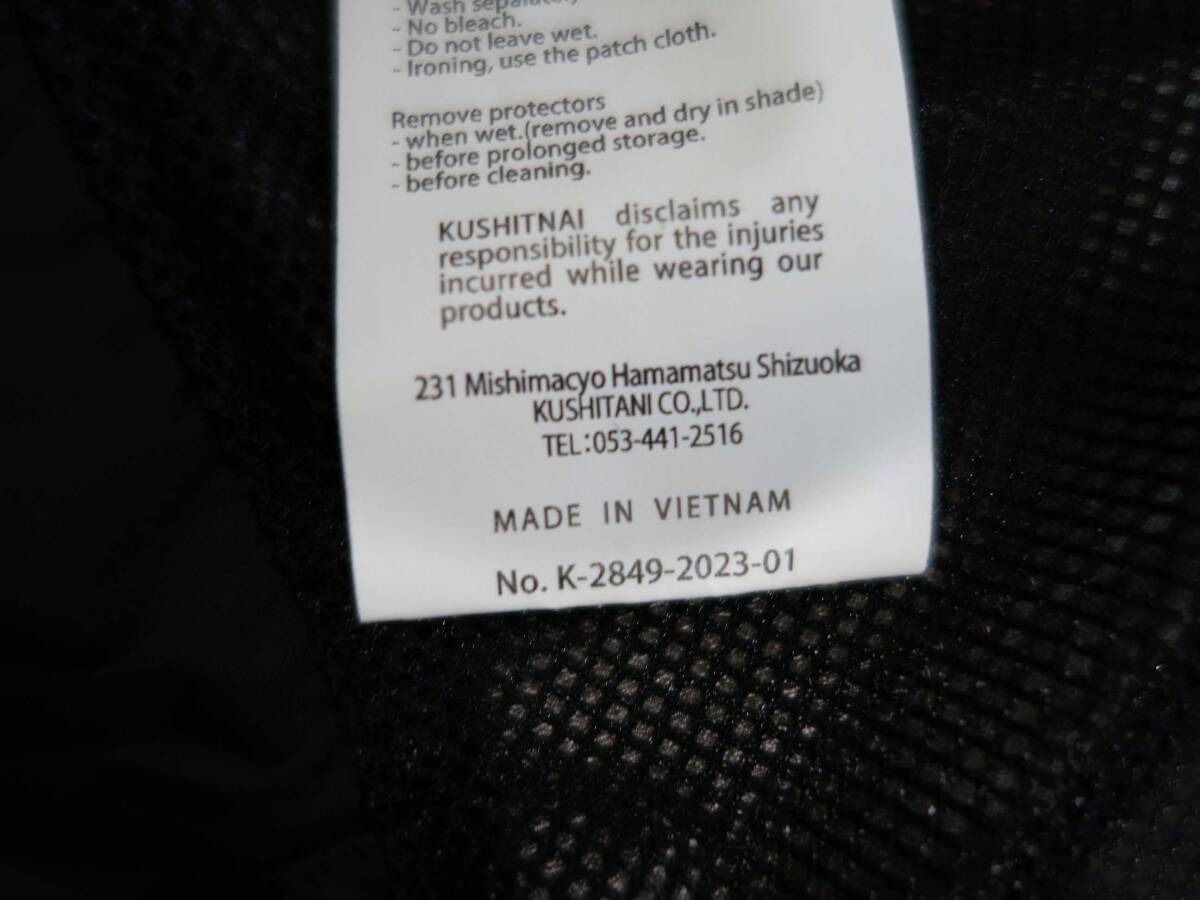 - Wash separately
- No bleach.
- Do not leave wet.
- Ironing, use the patch cloth.
Remove protectors
- when wet.(remove and dry in shade)
- before prolonged storage.
- before cleaning.
KUSHITNAI disclaims any
responsibility for the injuries
incurred while wearing our
products.
231 Mishimacyo Hamamatsu Shizuoka
KUSHITANI CO.,LTD.
TEL:053-441-2516
MADE IN VIETNAM
No. K-2849-2023-01